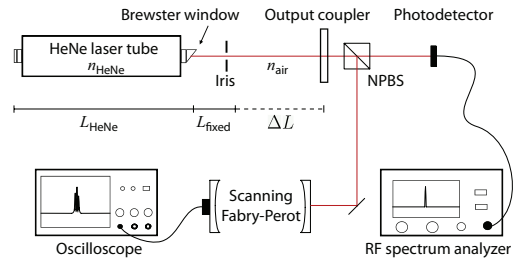 Brewster window
Output coupler
Photodetector
HeNe laser tube
n_HeNe
n_air
Iris
NPBS
L_HeNe
L_fixed
ΔL
Scanning
Fabry-Perot
Oscilloscope
RF spectrum analyzer